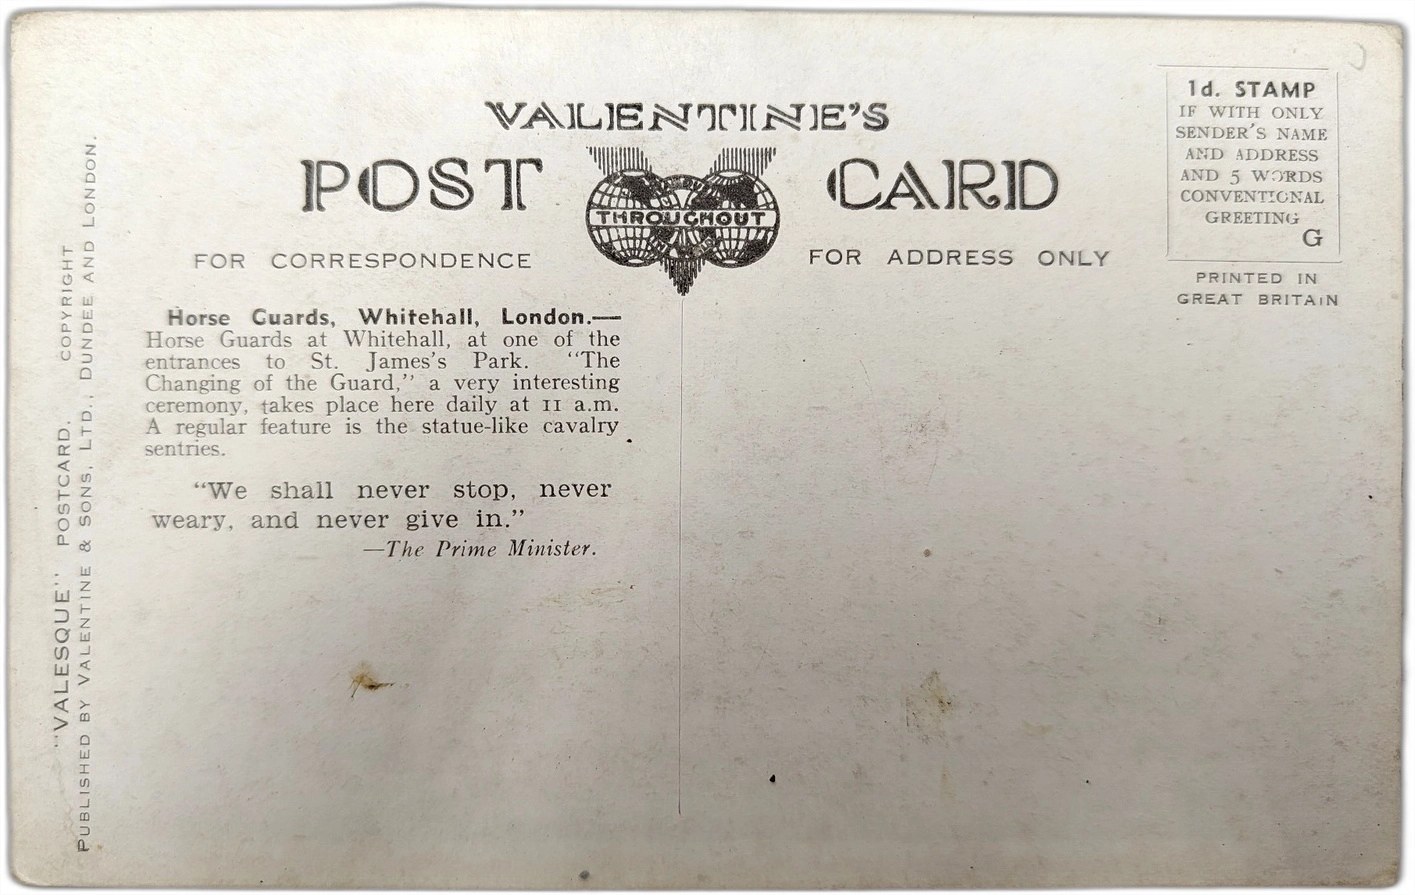 VALENTINE'S
POST CARD
THROUGHOUT
FOR CORRESPONDENCE
FOR ADDRESS ONLY
1d. STAMP
IF WITH ONLY
SENDER'S NAME
AND ADDRESS
AND 5 WORDS
CONVENTIONAL
GREETING
G
PRINTED IN
GREAT BRITAIN
Horse Guards, Whitehall, London.—
Horse Guards at Whitehall, at one of the
entrances to St. James's Park. "The
Changing of the Guard," a very interesting
ceremony, takes place here daily at 11 a.m.
A regular feature is the statue-like cavalry
sentries.
"We shall never stop, never
weary, and never give in."
—The Prime Minister.
"VALESQUE" POSTCARD. COPYRIGHT
PUBLISHED BY VALENTINE & SONS, LTD., DUNDEE AND LONDON.